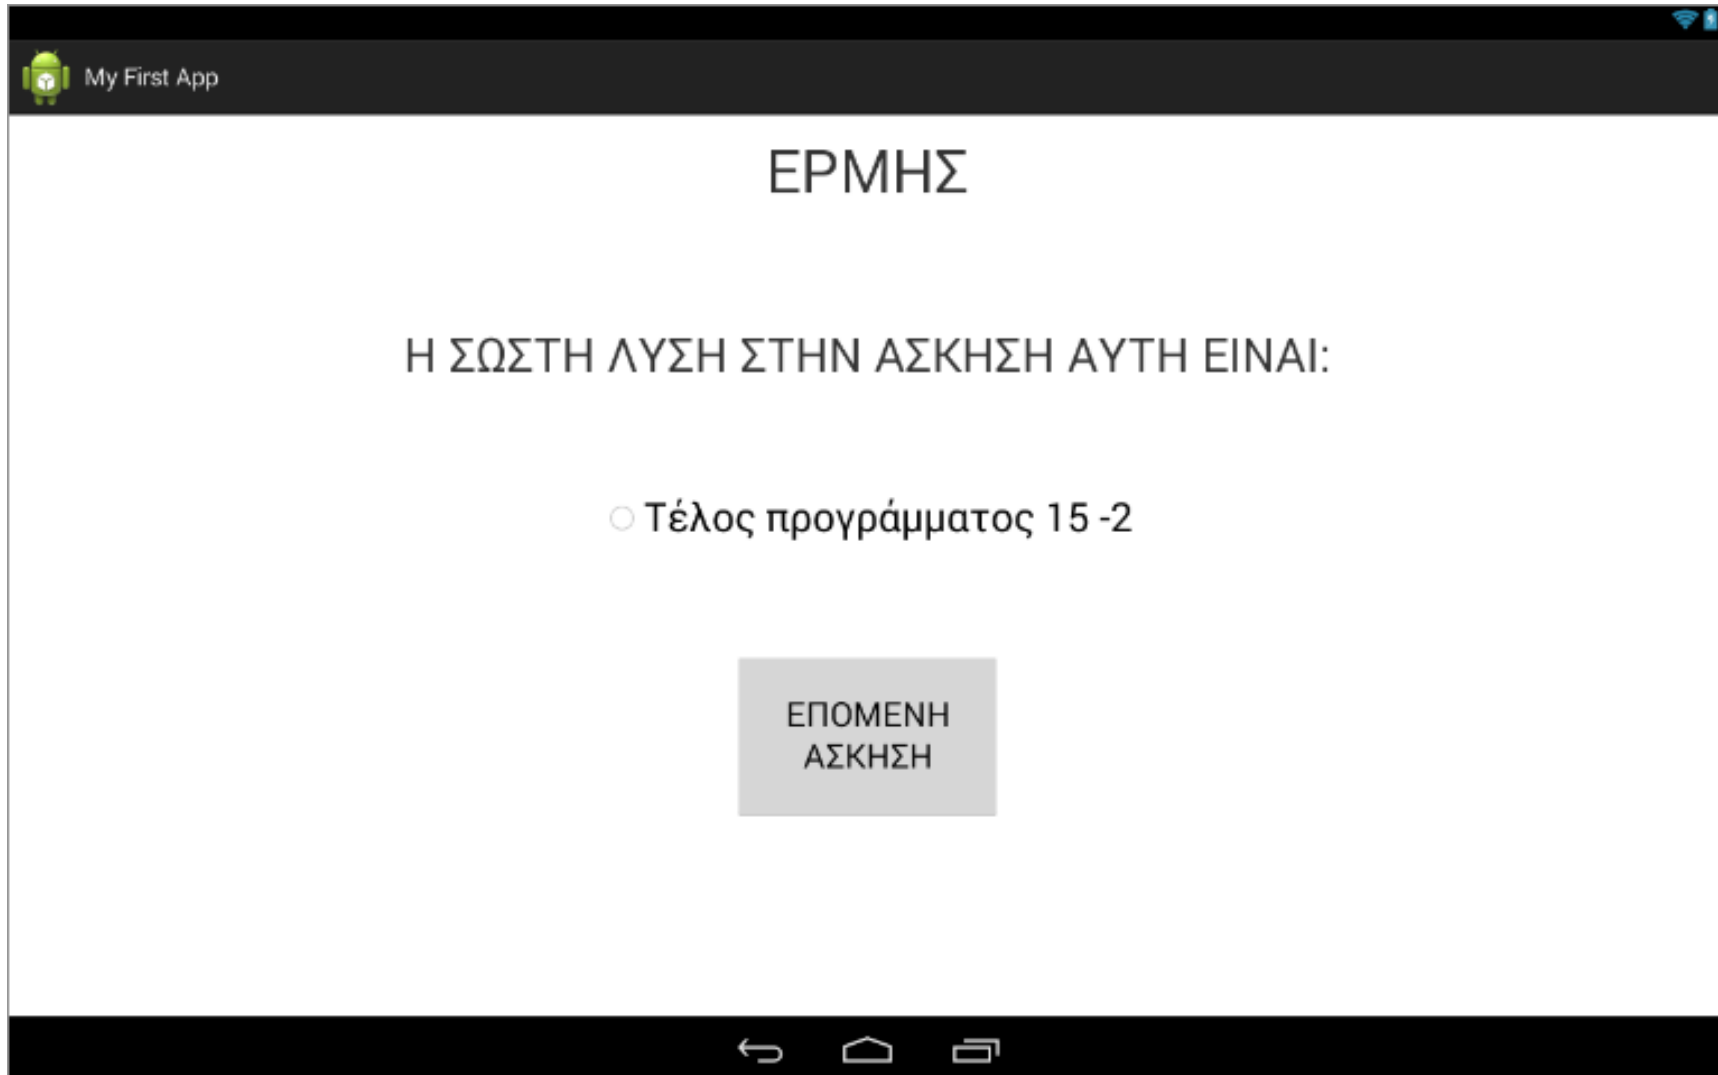 My First App
ΕΡΜΗΣ
Η ΣΩΣΤΗ ΛΥΣΗ ΣΤΗΝ ΑΣΚΗΣΗ ΑΥΤΗ ΕΙΝΑΙ:
Τέλος προγράμματος 15 -2
ΕΠΟΜΕΝΗ
ΑΣΚΗΣΗ